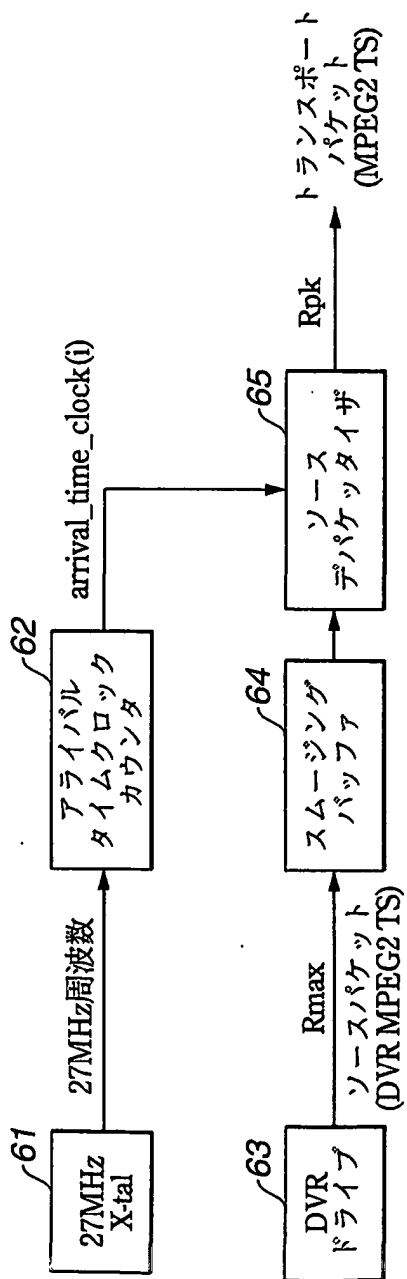 61
27MHz
X-tal
27MHz周波数
62
アライバル
タイムクロック
カウンタ
arrival_time_clock(i)
63
DVR
ドライブ
Rmax
ソースパケット
(DVR MPEG2 TS)
64
スムージング
バッファ
65
ソース
デパケッタイザ
Rpk
トランスポート
パケット
(MPEG2 TS)